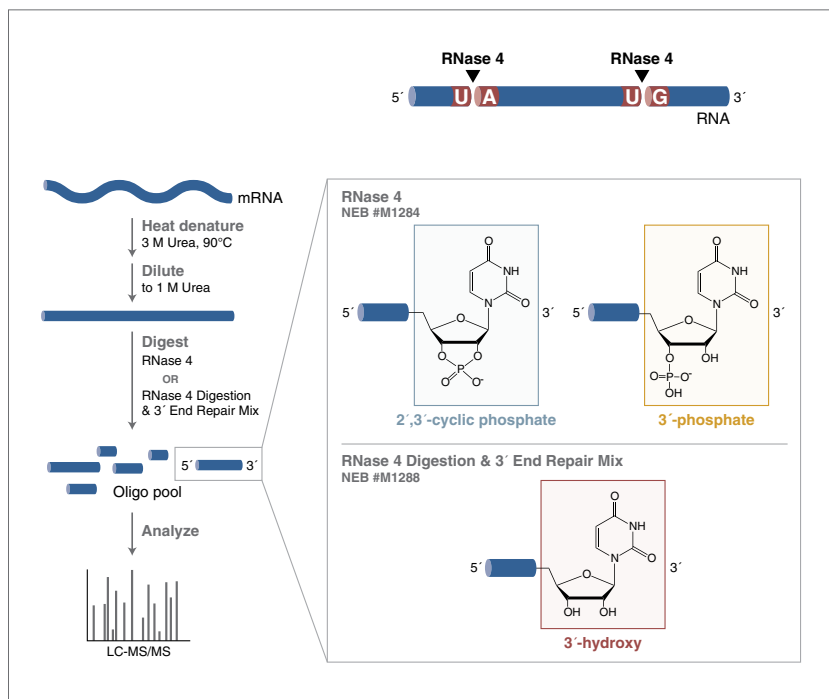 RNase 4 RNase 4
5´ U A U G 3´
RNA
mRNA
Heat denature
3 M Urea, 90°C
Dilute
to 1 M Urea
Digest
RNase 4
OR
RNase 4 Digestion
& 3´ End Repair Mix
5´ 3´
Oligo pool
Analyze
LC-MS/MS
RNase 4
NEB #M1284
5´ 3´
O
NH
N
O
O
O
O
P
O
O-
2´,3´-cyclic phosphate
5´ 3´
O
NH
N
O
O
O
OH
O
P
O-
OH
3´-phosphate
RNase 4 Digestion & 3´ End Repair Mix
NEB #M1288
5´ 3´
O
NH
N
O
O
OH OH
3´-hydroxy